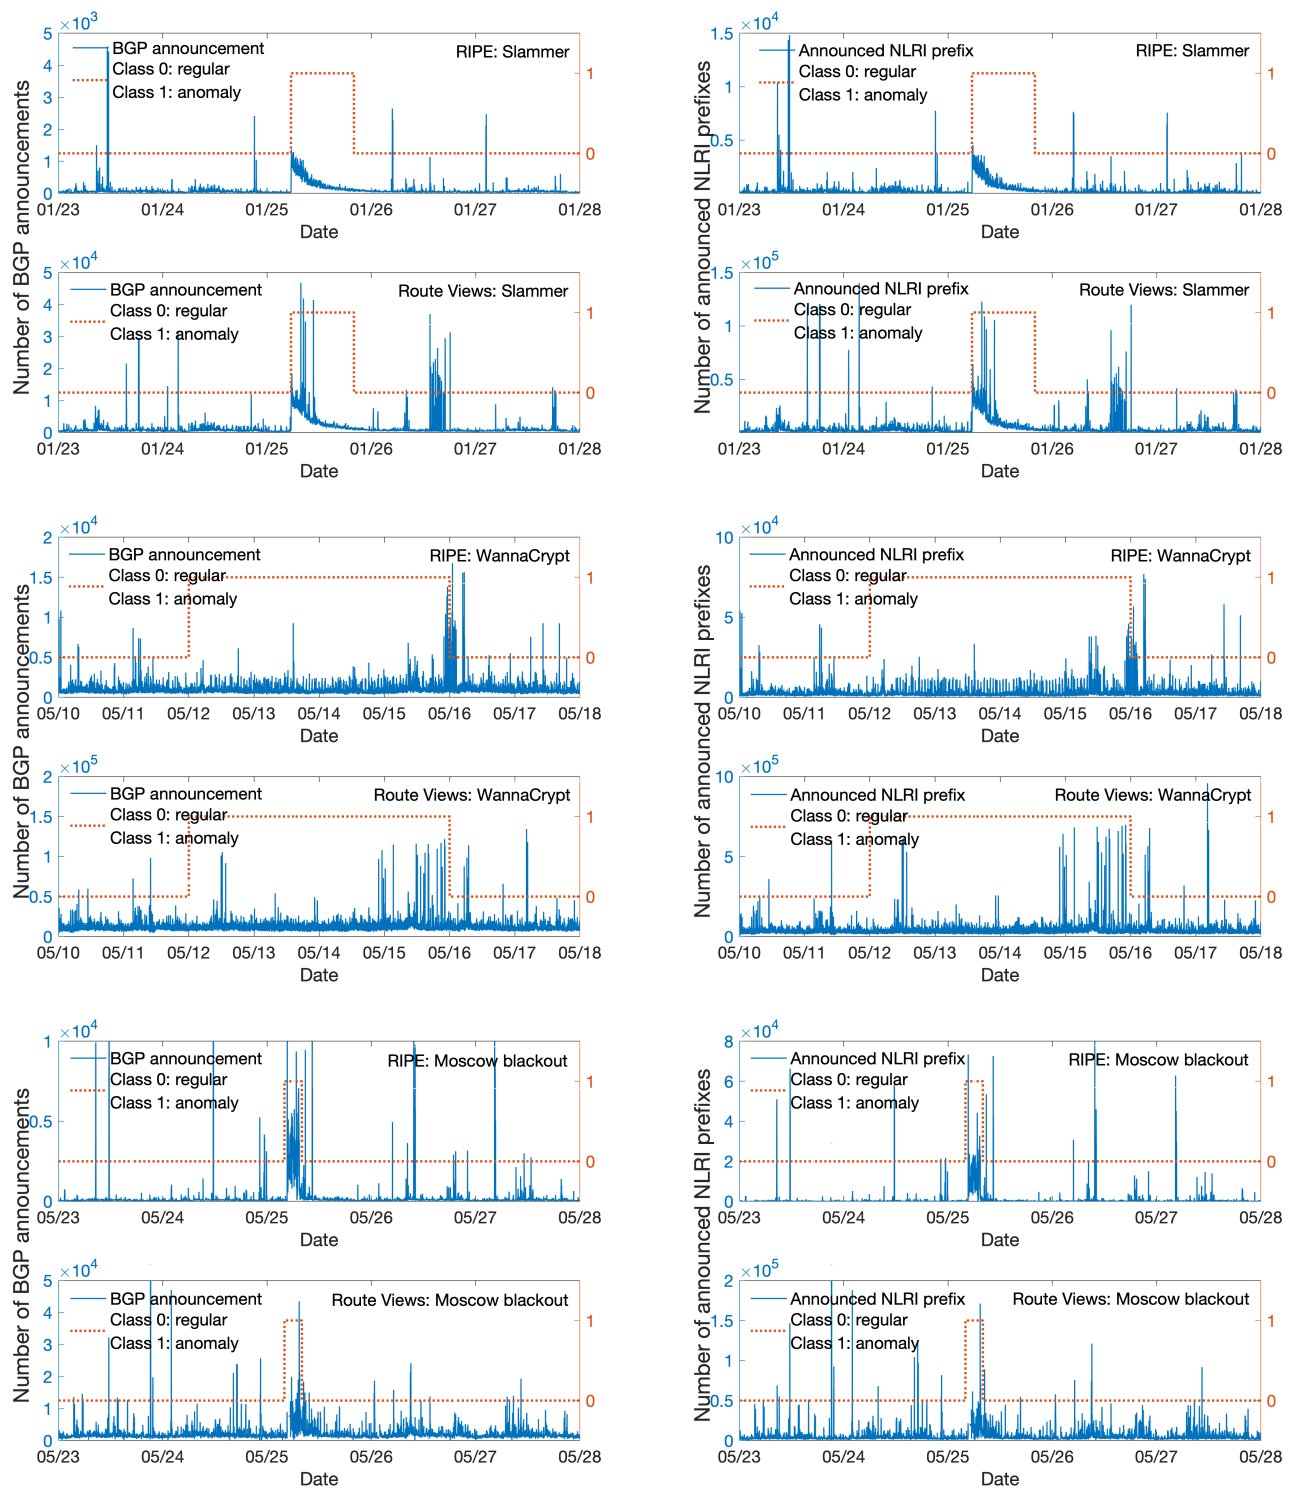 ×10³
BGP announcement
Class 0: regular
Class 1: anomaly
RIPE: Slammer
5
4
3
2
1
0
1
0
01/23 01/24 01/25 01/26 01/27 01/28
Date
×10⁴
Announced NLRI prefix
Class 0: regular
Class 1: anomaly
RIPE: Slammer
1.5
1
0.5
0
1
0
01/23 01/24 01/25 01/26 01/27 01/28
Date
Number of BGP announcements
Number of announced NLRI prefixes
×10⁴
BGP announcement
Class 0: regular
Class 1: anomaly
Route Views: Slammer
5
4
3
2
1
0
1
0
01/23 01/24 01/25 01/26 01/27 01/28
Date
×10⁵
Announced NLRI prefix
Class 0: regular
Class 1: anomaly
Route Views: Slammer
1.5
1
0.5
0
1
0
01/23 01/24 01/25 01/26 01/27 01/28
Date
×10⁴
BGP announcement
Class 0: regular
Class 1: anomaly
RIPE: WannaCrypt
2
1.5
1
0.5
0
1
0
05/10 05/11 05/12 05/13 05/14 05/15 05/16 05/17 05/18
Date
×10⁴
Announced NLRI prefix
Class 0: regular
Class 1: anomaly
RIPE: WannaCrypt
10
5
0
1
0
05/10 05/11 05/12 05/13 05/14 05/15 05/16 05/17 05/18
Date
Number of BGP announcements
Number of announced NLRI prefixes
×10⁵
BGP announcement
Class 0: regular
Class 1: anomaly
Route Views: WannaCrypt
2
1.5
1
0.5
0
1
0
05/10 05/11 05/12 05/13 05/14 05/15 05/16 05/17 05/18
Date
×10⁵
Announced NLRI prefix
Class 0: regular
Class 1: anomaly
Route Views: WannaCrypt
10
5
0
1
0
05/10 05/11 05/12 05/13 05/14 05/15 05/16 05/17 05/18
Date
×10⁴
BGP announcement
Class 0: regular
Class 1: anomaly
RIPE: Moscow blackout
1
0.5
0
1
0
05/23 05/24 05/25 05/26 05/27 05/28
Date
×10⁴
Announced NLRI prefix
Class 0: regular
Class 1: anomaly
RIPE: Moscow blackout
8
6
4
2
0
1
0
05/23 05/24 05/25 05/26 05/27 05/28
Date
Number of BGP announcements
Number of announced NLRI prefixes
×10⁴
BGP announcement
Class 0: regular
Class 1: anomaly
Route Views: Moscow blackout
5
4
3
2
1
0
1
0
05/23 05/24 05/25 05/26 05/27 05/28
Date
×10⁵
Announced NLRI prefix
Class 0: regular
Class 1: anomaly
Route Views: Moscow blackout
2
1.5
1
0.5
0
1
0
05/23 05/24 05/25 05/26 05/27 05/28
Date